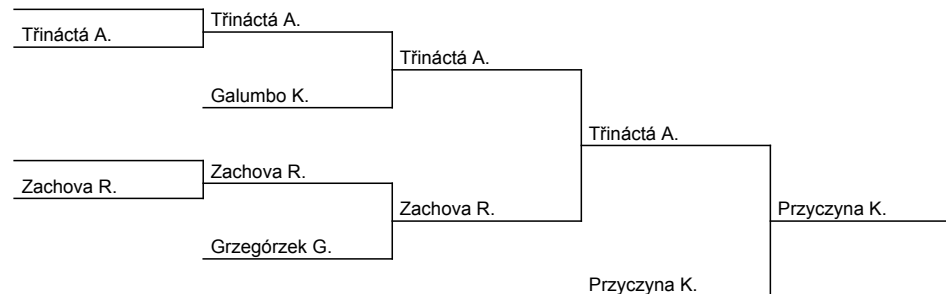 Třináctá A.
Třináctá A.
Třináctá A.
Galumbo K.
Třináctá A.
Zachova R.
Zachova R.
Zachova R.
Przyczyna K.
Grzegórzek G.
Przyczyna K.